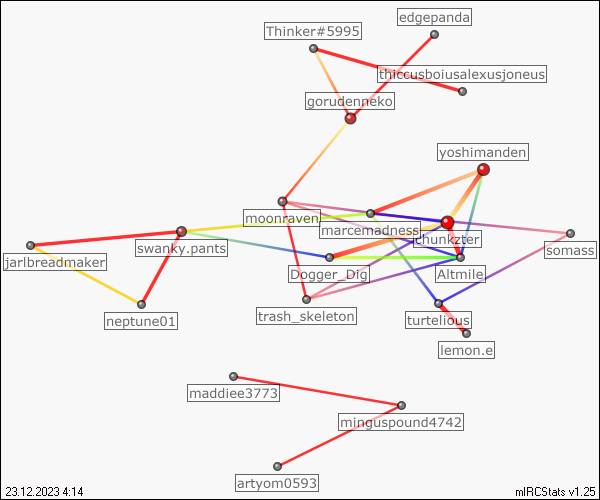 edgepanda
Thinker#5995
thiccusboiusalexusjoneus
gorudenneko
yoshimanden
moonraven
marcemadness
chunkzter
swanky.pants
somass
jarlbreadmaker
Dogger_Dig
Altmile
neptune01
trash_skeleton
turtelious
lemon.e
maddiee3773
minguspound4742
artyom0593
23.12.2023 4:14
mIRCStats v1.25